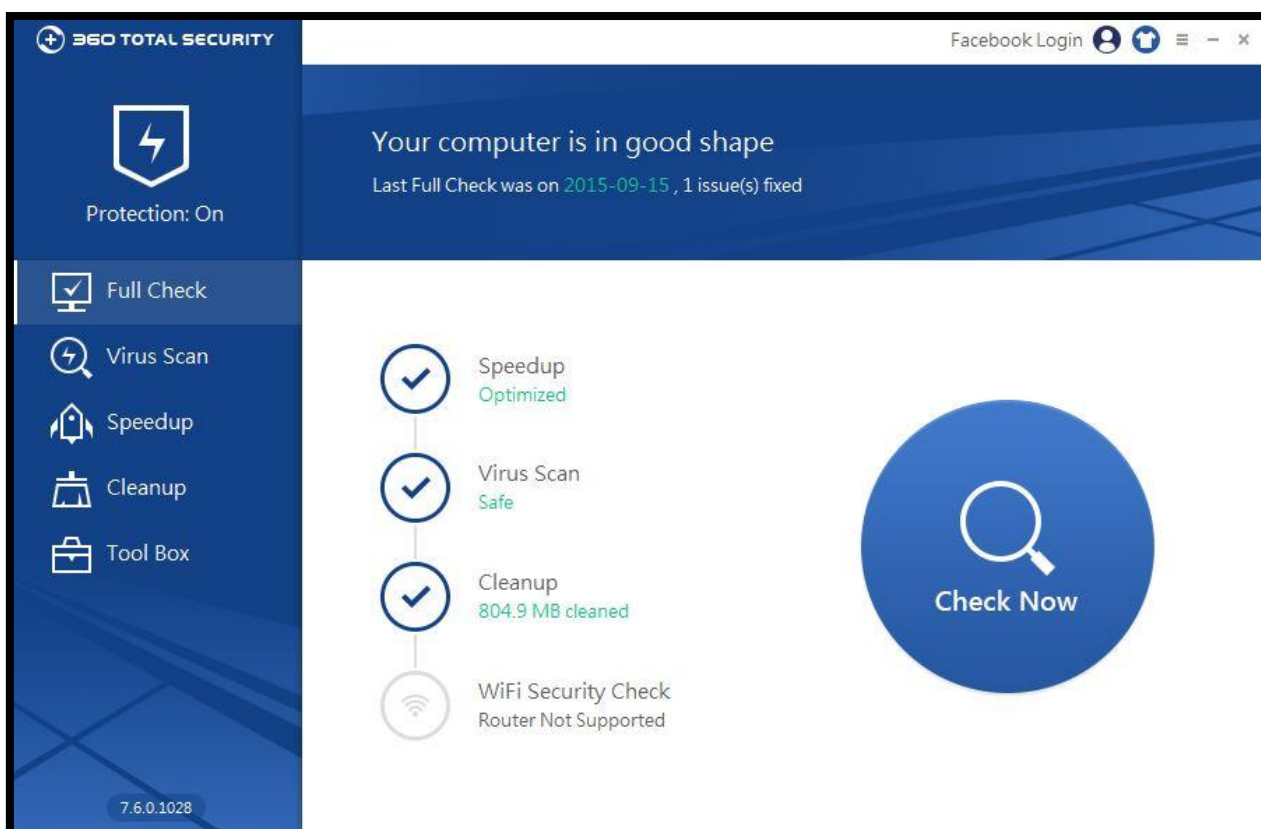 360 TOTAL SECURITY
Facebook Login
Protection: On
Your computer is in good shape
Last Full Check was on 2015-09-15 , 1 issue(s) fixed
Full Check
Virus Scan
Speedup
Cleanup
Tool Box
7.6.0.1028
Speedup
Optimized
Virus Scan
Safe
Cleanup
804.9 MB cleaned
WiFi Security Check
Router Not Supported
Check Now